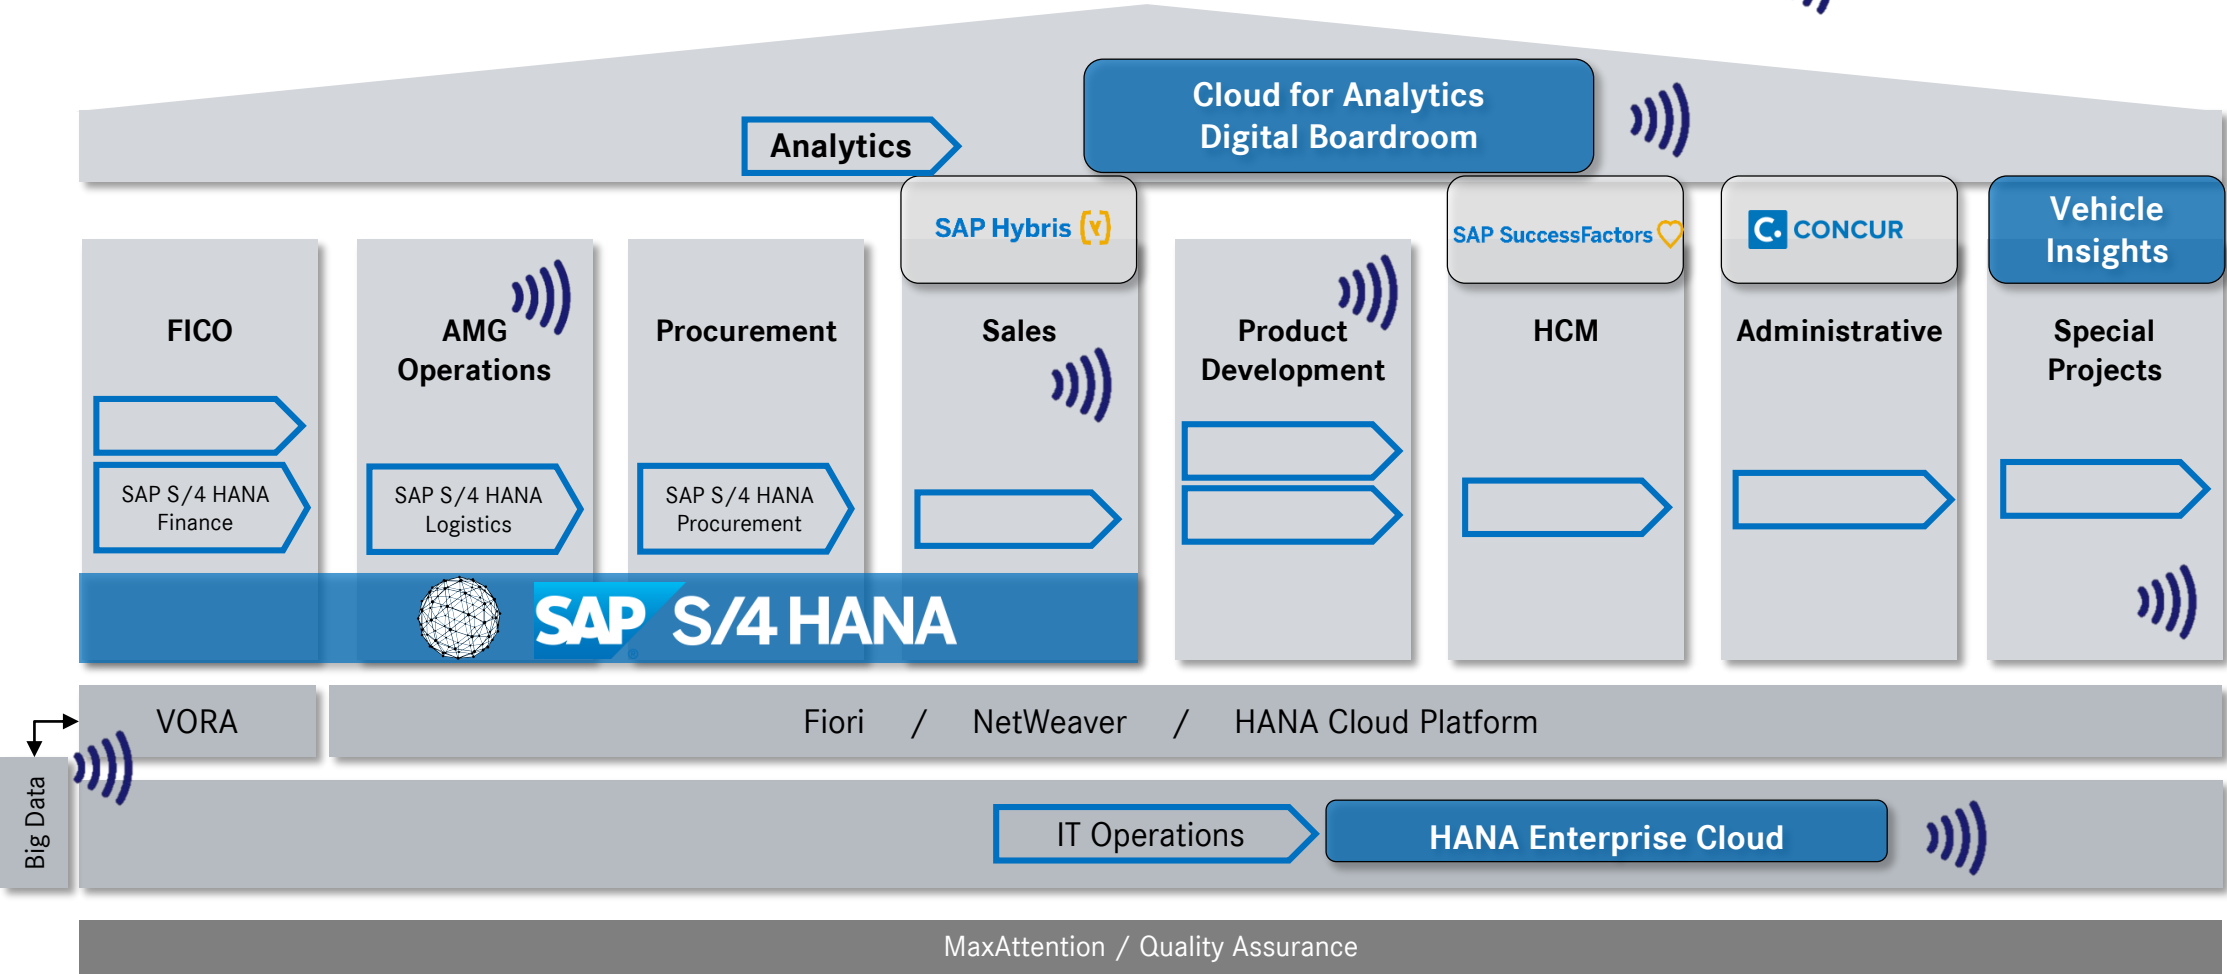 Cloud for Analytics
Digital Boardroom
Analytics
SAP Hybris
SAP SuccessFactors
C. CONCUR
Vehicle
Insights
FICO
AMG
Operations
Procurement
Sales
Product
Development
HCM
Administrative
Special
Projects
SAP S/4 HANA
Finance
SAP S/4 HANA
Logistics
SAP S/4 HANA
Procurement
SAP® S/4 HANA
VORA
Fiori / NetWeaver / HANA Cloud Platform
Big Data
IT Operations
HANA Enterprise Cloud
MaxAttention / Quality Assurance